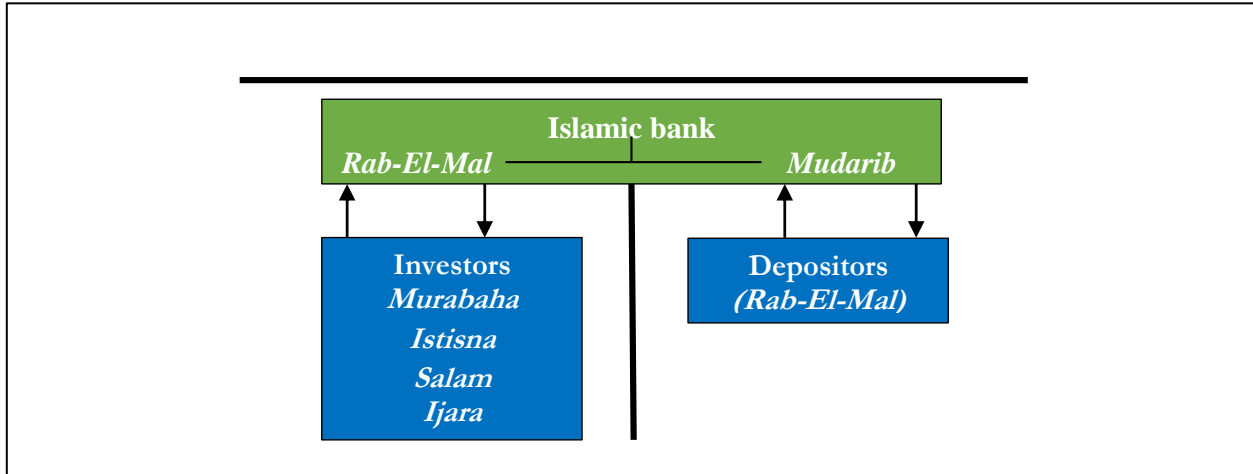 Islamic bank
Rab-El-Mal Mudarib
Investors
Murabaha
Istisna
Salam
Ijara
Depositors
(Rab-El-Mal)